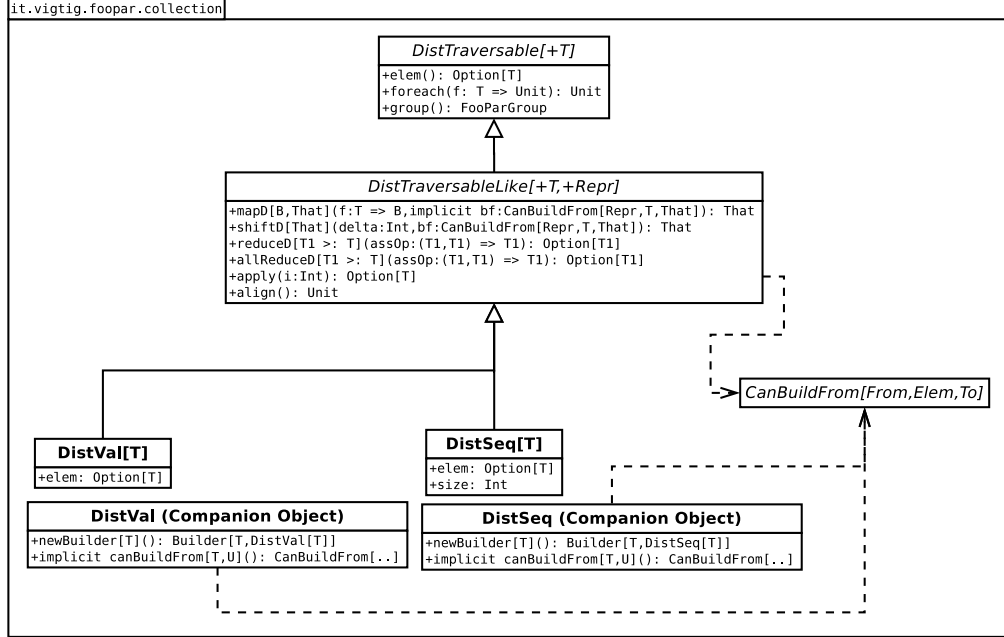 it.vigtig.foopar.collection
DistTraversable[+T]
+elem(): Option[T]
+foreach(f: T => Unit): Unit
+group(): FooParGroup
DistTraversableLike[+T,+Repr]
+mapD[B,That](f:T => B,implicit bf:CanBuildFrom[Repr,T,That]): That
+shiftD[That](delta:Int,bf:CanBuildFrom[Repr,T,That]): That
+reduceD[T1 >: T](assOp:(T1,T1) => T1): Option[T1]
+allReduceD[T1 >: T](assOp:(T1,T1) => T1): Option[T1]
+apply(i:Int): Option[T]
+align(): Unit
CanBuildFrom[From,Elem,To]
DistVal[T]
+elem: Option[T]
DistSeq[T]
+elem: Option[T]
+size: Int
DistVal (Companion Object)
+newBuilder[T](): Builder[T,DistVal[T]]
+implicit canBuildFrom[T,U](): CanBuildFrom[..]
DistSeq (Companion Object)
+newBuilder[T](): Builder[T,DistSeq[T]]
+implicit canBuildFrom[T,U](): CanBuildFrom[..]